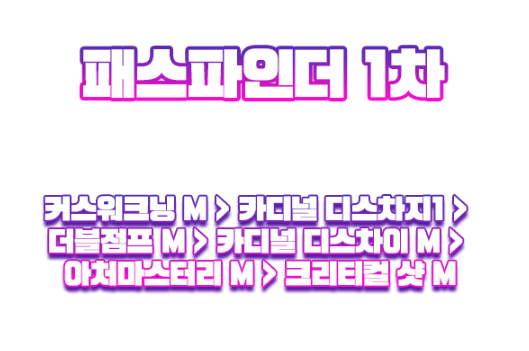 패스파인더 1차
커스워크닝 M > 카디널 디스차지1 >
더블점프 M > 카디널 디스차이 M >
아처마스터리 M > 크리티컬 샷 M